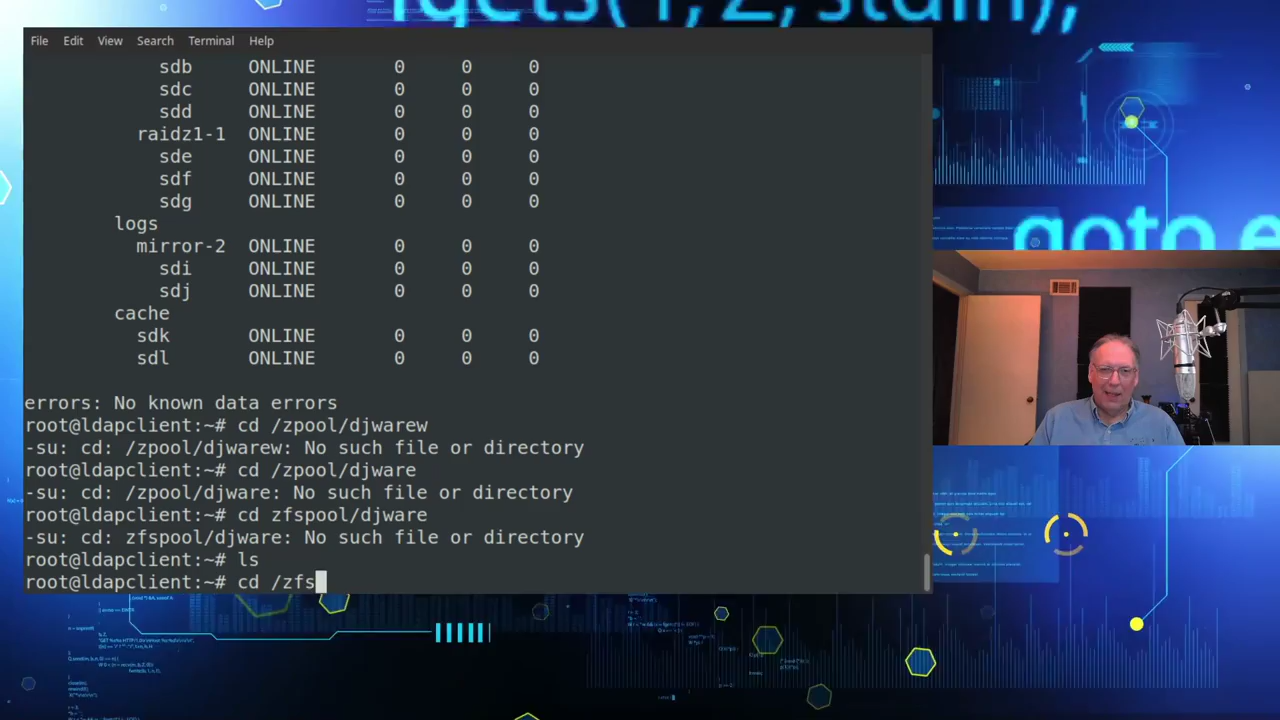 fgets(1, 2, stdin);
File Edit View Search Terminal Help
sdb ONLINE 0 0 0
sdc ONLINE 0 0 0
sdd ONLINE 0 0 0
raidz1-1 ONLINE 0 0 0
sde ONLINE 0 0 0
sdf ONLINE 0 0 0
sdg ONLINE 0 0 0
logs
mirror-2 ONLINE 0 0 0
sdi ONLINE 0 0 0
sdj ONLINE 0 0 0
cache
sdk ONLINE 0 0 0
sdl ONLINE 0 0 0
errors: No known data errors
root@ldapclient:~# cd /zpool/djwarew
-su: cd: /zpool/djwarew: No such file or directory
root@ldapclient:~# cd /zpool/djware
-su: cd: /zpool/djware: No such file or directory
root@ldapclient:~# cd zfspool/djware
-su: cd: zfspool/djware: No such file or directory
root@ldapclient:~# ls
root@ldapclient:~# cd /zfs
goto e